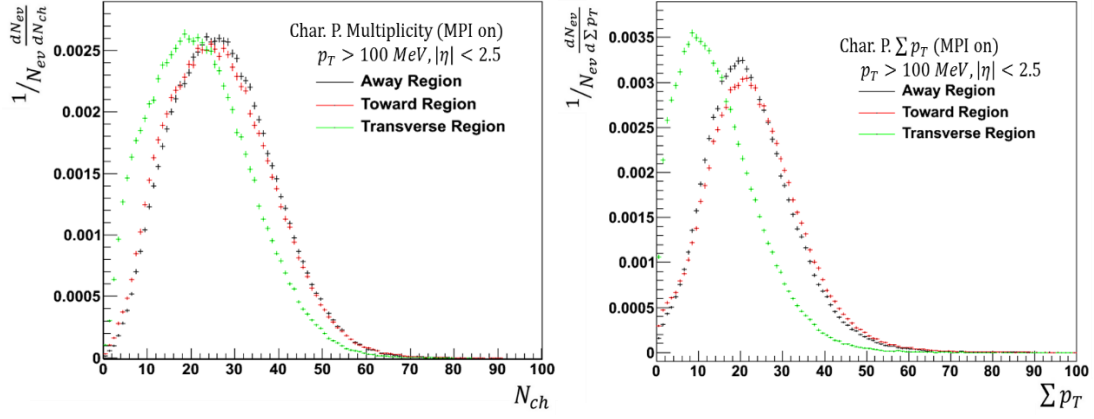 1/N_ev dN_ev/dN_ch
Char. P. Multiplicity (MPI on)
p_T > 100 MeV, |η| < 2.5
Away Region
Toward Region
Transverse Region
0.0025
0.002
0.0015
0.001
0.0005
0
0 10 20 30 40 50 60 70 80 90 100
N_ch
1/N_ev dN_ev/d∑p_T
Char. P. ∑ p_T (MPI on)
p_T > 100 MeV, |η| < 2.5
Away Region
Toward Region
Transverse Region
0.0035
0.003
0.0025
0.002
0.0015
0.001
0.0005
0
0 10 20 30 40 50 60 70 80 90 100
∑ p_T